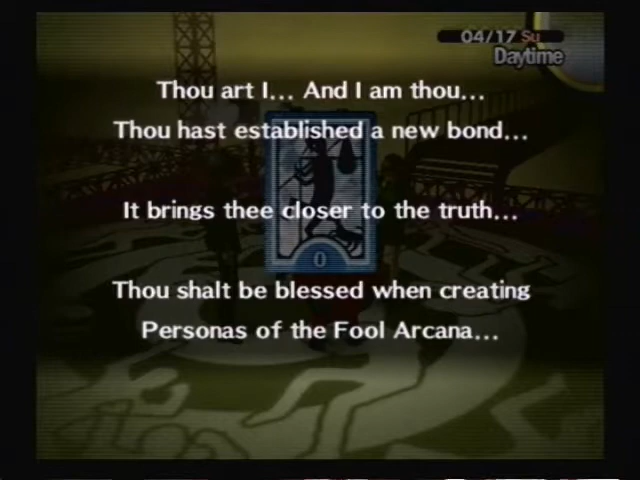 04/17 Su
Daytime
Thou art I... And I am thou...
Thou hast established a new bond...
It brings thee closer to the truth...
0
Thou shalt be blessed when creating
Personas of the Fool Arcana...